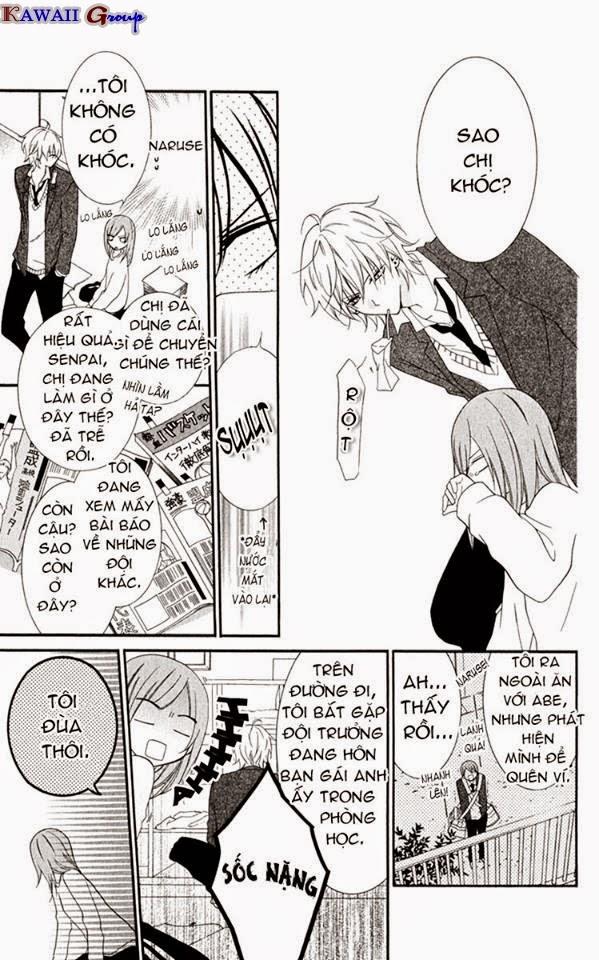 KAWAII Group
SAO
CHỊ
KHÓC?
RỘT
...TÔI
KHÔNG
CÓ
KHÓC.
NARUSE
LO LẮNG
LO LẮNG
LO LẮNG
LO LẮNG
CHỊ ĐÃ
DÙNG CÁI
GÌ ĐỂ CHUYỂN
CHÚNG THẾ?
NHÌN LẦM
HẢ TA?
RẤT
HIỆU QUẢ.
SENPAI,
CHỊ ĐANG
LÀM GÌ Ở
ĐÂY THẾ?
ĐÃ TRỄ
RỒI.
TÔI
ĐANG
XEM MẤY
BÀI BÁO
VỀ NHỮNG
ĐỘI
KHÁC.
CÒN
CẬU?
SAO
CÒN
Ở
ĐÂY?
SỤỤỤT
*ĐẨY
NƯỚC
MẮT
VÀO LẠI*
TÔI RA
NGOÀI ĂN
VỚI ABE,
NHƯNG PHÁT
HIỆN
MÌNH ĐỂ
QUÊN VÍ.
NARUSE!
LẠNH
QUÁ!
NHANH
LÊN!
AH...
THẤY
RỒI...
TRÊN
ĐƯỜNG ĐI,
TÔI BẮT GẶP
ĐỘI TRƯỞNG
ĐANG HÔN
BẠN GÁI ANH
ẤY TRONG
PHÒNG
HỌC.
AHHHHH
SỐC NẶNG
TÔI
ĐÙA
THÔI.